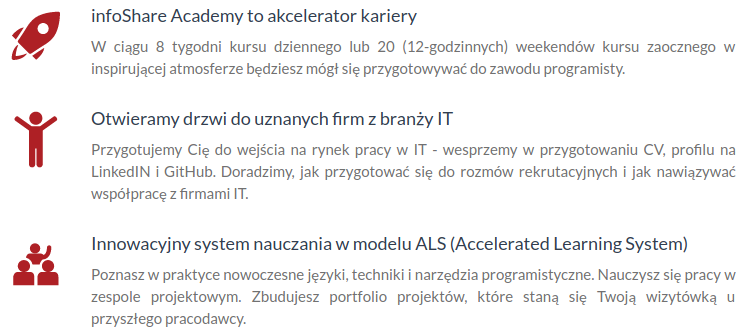 infoShare Academy to akcelerator kariery
W ciągu 8 tygodni kursu dziennego lub 20 (12-godzinnych) weekendów kursu zaocznego w
inspirującej atmosferze będziesz mógł się przygotowywać do zawodu programisty.
Otwieramy drzwi do uznanych firm z branży IT
Przygotujemy Cię do wejścia na rynek pracy w IT - wesprzemy w przygotowaniu CV, profilu na
LinkedIN i GitHub. Doradzimy, jak przygotować się do rozmów rekrutacyjnych i jak nawiązywać
współpracę z firmami IT.
Innowacyjny system nauczania w modelu ALS (Accelerated Learning System)
Poznasz w praktyce nowoczesne języki, techniki i narzędzia programistyczne. Nauczysz się pracy w
zespole projektowym. Zbudujesz portfolio projektów, które staną się Twoją wizytówką u
przyszłego pracodawcy.